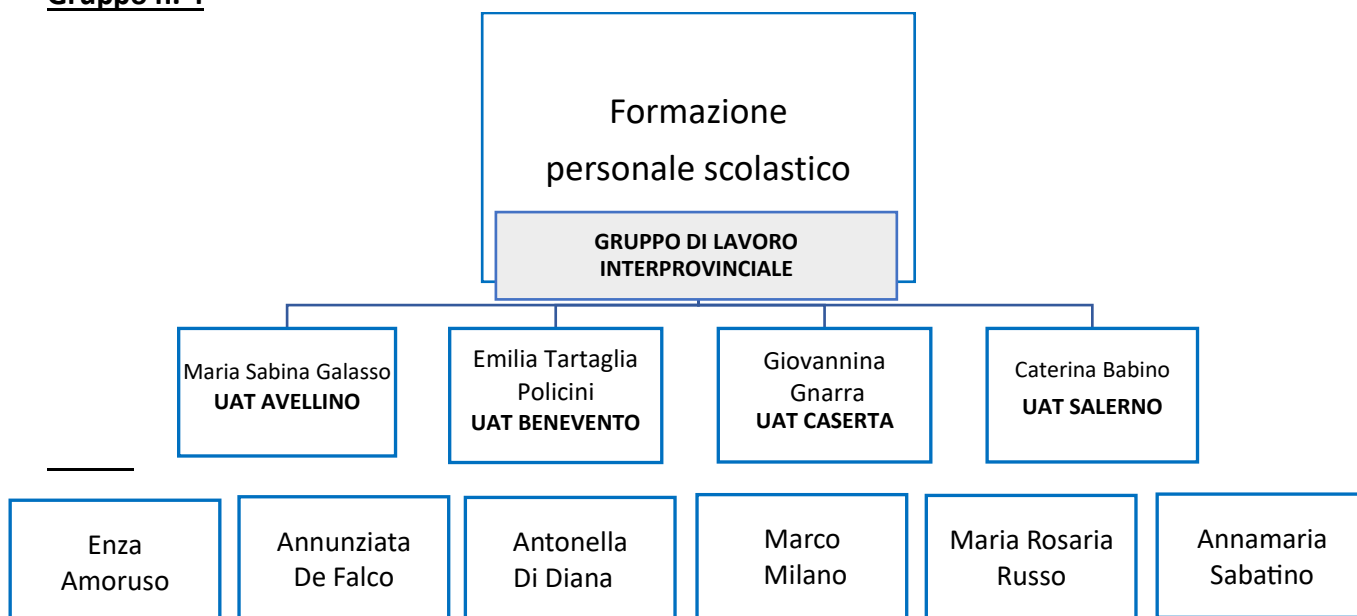 Formazione
personale scolastico
GRUPPO DI LAVORO
INTERPROVINCIALE
Maria Sabina Galasso
UAT AVELLINO
Emilia Tartaglia
Policini
UAT BENEVENTO
Giovannina
Gnarra
UAT CASERTA
Caterina Babino
UAT SALERNO
Enza
Amoruso
Annunziata
De Falco
Antonella
Di Diana
Marco
Milano
Maria Rosaria
Russo
Annamaria
Sabatino